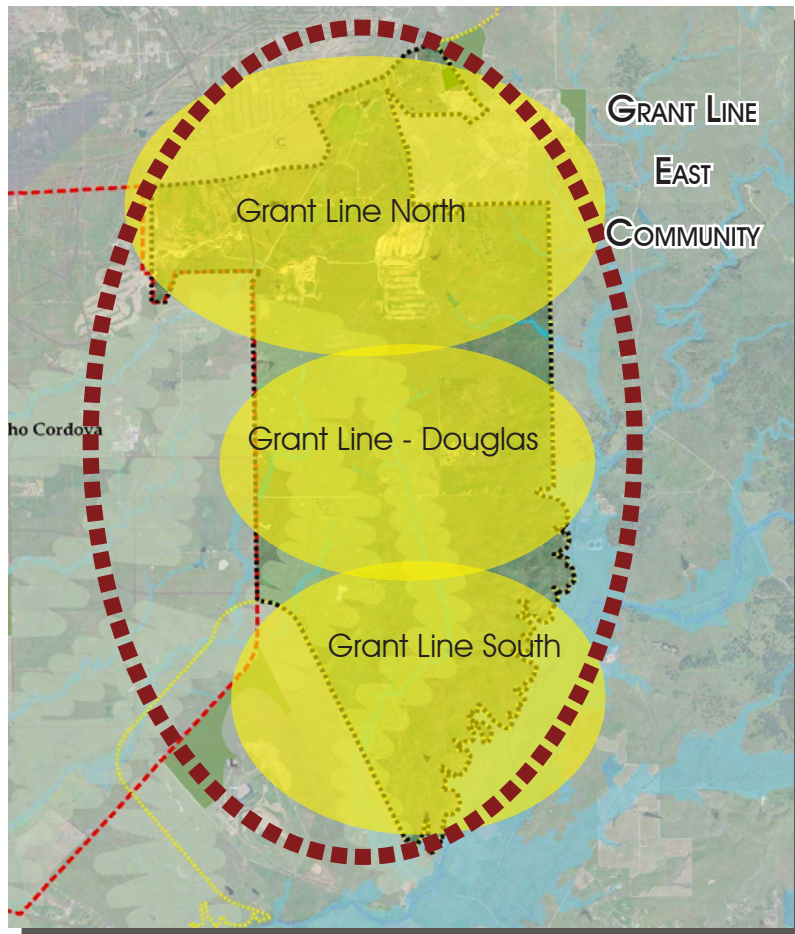 GRANT LINE
EAST
COMMUNITY
Grant Line North
ho Cordova
Grant Line - Douglas
Grant Line South